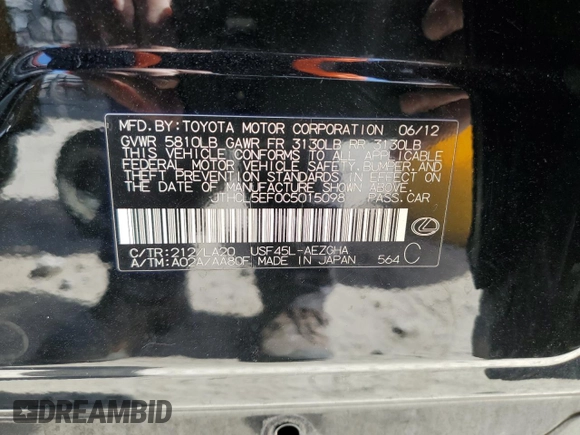 MFD.BY:TOYOTA MOTOR CORPORATION 06/12
GVWR 5810LB GAWR FR 3130LB RR 3130LB
THIS VEHICLE CONFORMS TO ALL APPLICABLE
FEDERAL MOTOR VEHICLE SAFETY,BUMPER,AND
THEFT PREVENTION STANDARDS IN EFFECT ON
THE DATE OF MANUFACTURE SHOWN ABOVE.
JTHCL5EF0C5015098 PASS.CAR
C/TR:212/LA20 USF45L-AEZGHA
A/TM:A02A/AA80F,MADE IN JAPAN 564 C
DREAMBID